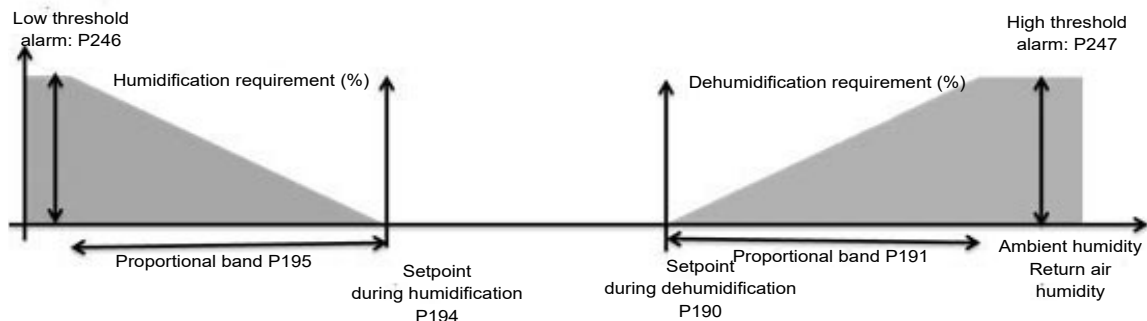 Low threshold
alarm: P246
High threshold
alarm: P247
Humidification requirement (%)
Dehumidification requirement (%)
Proportional band P195
Setpoint
during humidification
P194
Setpoint
during dehumidification
P190
Proportional band P191
Ambient humidity
Return air
humidity